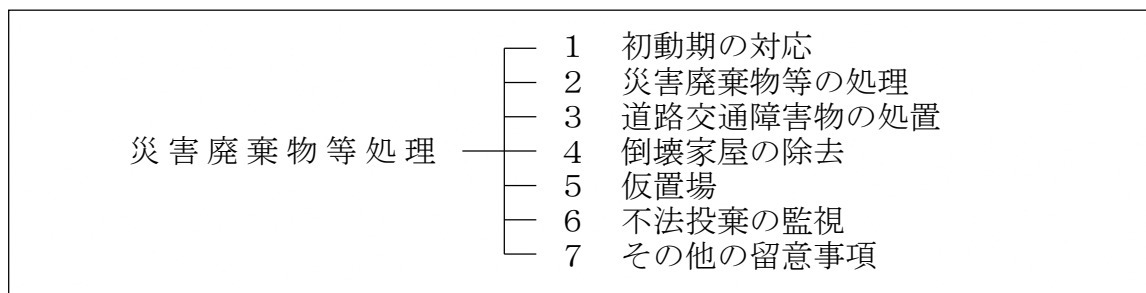 災害廃棄物等処理
1 初動期の対応
2 災害廃棄物等の処理
3 道路交通障害物の処置
4 倒壊家屋の除去
5 仮置場
6 不法投棄の監視
7 その他の留意事項